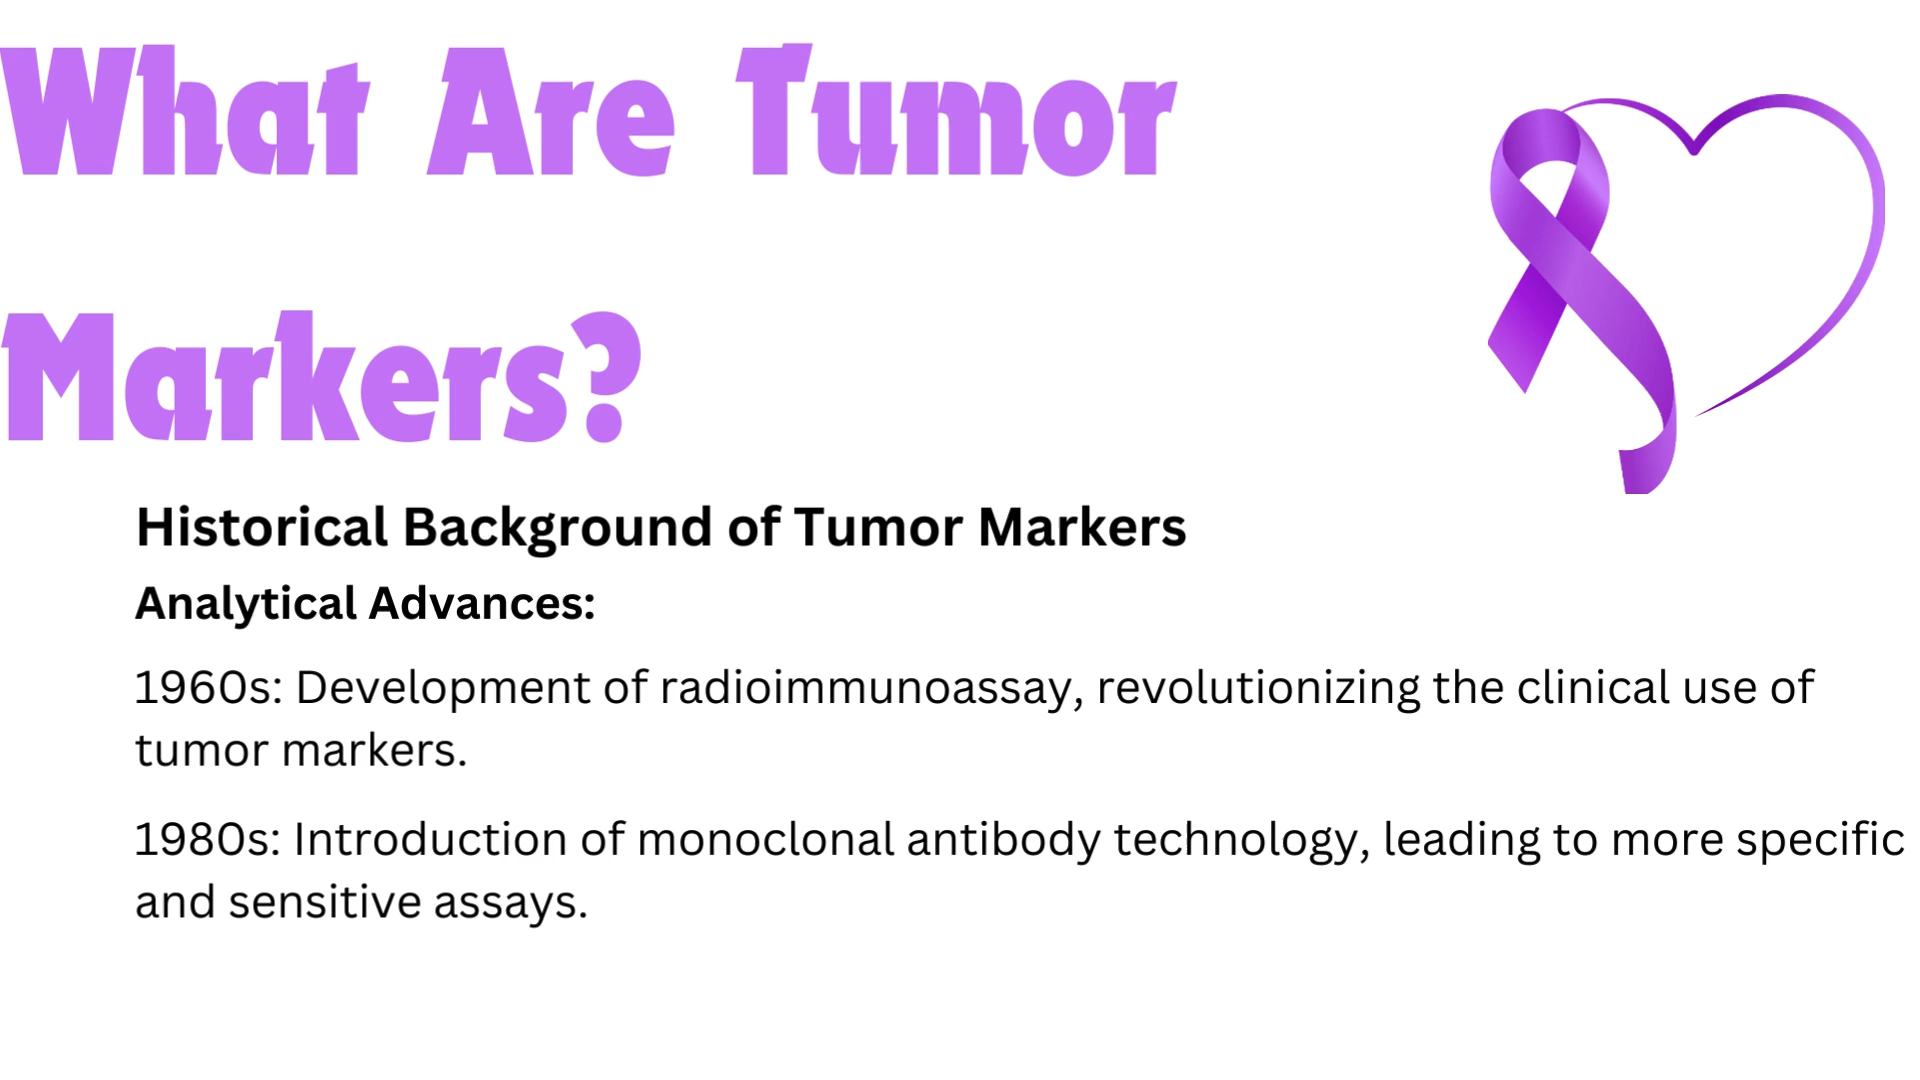 What Are Tumor
Markers?
Historical Background of Tumor Markers
Analytical Advances:
1960s: Development of radioimmunoassay, revolutionizing the clinical use of
tumor markers.
1980s: Introduction of monoclonal antibody technology, leading to more specific
and sensitive assays.